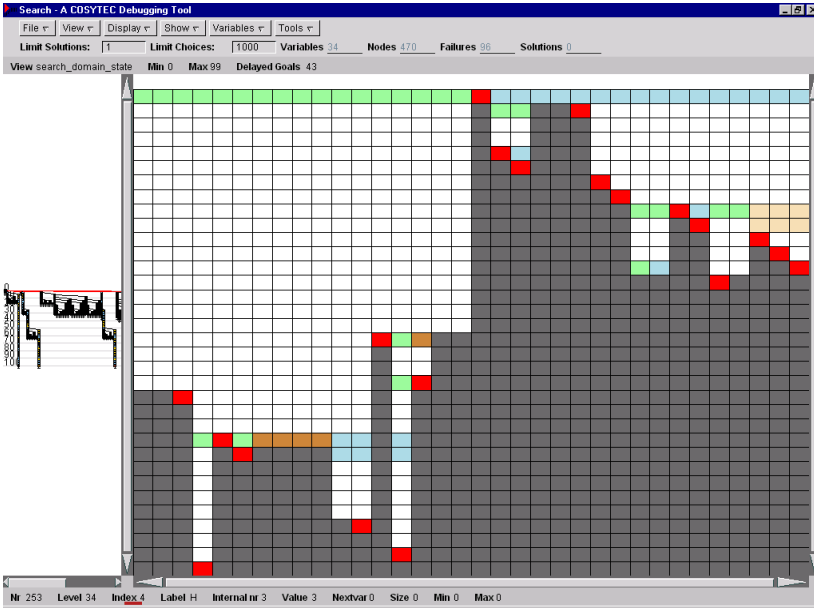 Search - A COSYTEC Debugging Tool
File View Display Show Variables Tools
Limit Solutions: 1 Limit Choices: 1000 Variables 34 Nodes 470 Failures 96 Solutions 0
View search_domain_state Min 0 Max 99 Delayed Goals 43
0
Nr 253 Level 34 Index 4 Label H Internal nr 3 Value 3 Nextvar 0 Size 0 Min 0 Max 0